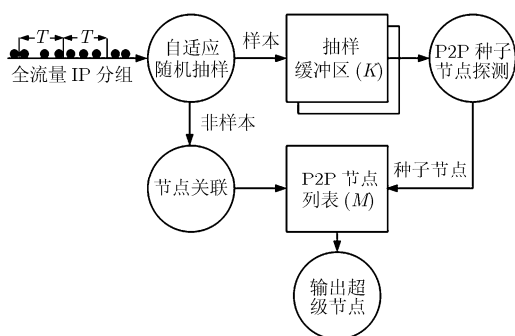 T
T
全流量 IP 分组
自适应
随机抽样
样本
抽样
缓冲区 (K)
P2P 种子
节点探测
非样本
节点关联
P2P 节点
列表 (M)
种子节点
输出超
级节点